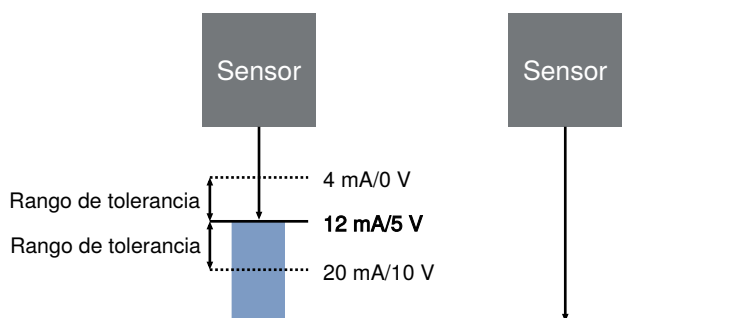 Sensor
Sensor
4 mA/0 V
Rango de tolerancia
12 mA/5 V
Rango de tolerancia
20 mA/10 V